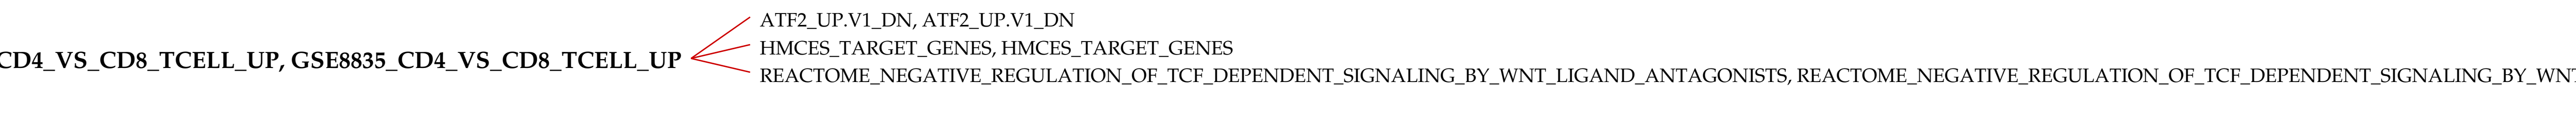 ATF2_UP.V1_DN, ATF2_UP.V1_DN
HMCES_TARGET_GENES, HMCES_TARGET_GENES
CD4_VS_CD8_TCELL_UP, GSE8835_CD4_VS_CD8_TCELL_UP
REACTOME_NEGATIVE_REGULATION_OF_TCF_DEPENDENT_SIGNALING_BY_WNT_LIGAND_ANTAGONISTS, REACTOME_NEGATIVE_REGULATION_OF_TCF_DEPENDENT_SIGNALING_BY_WNT